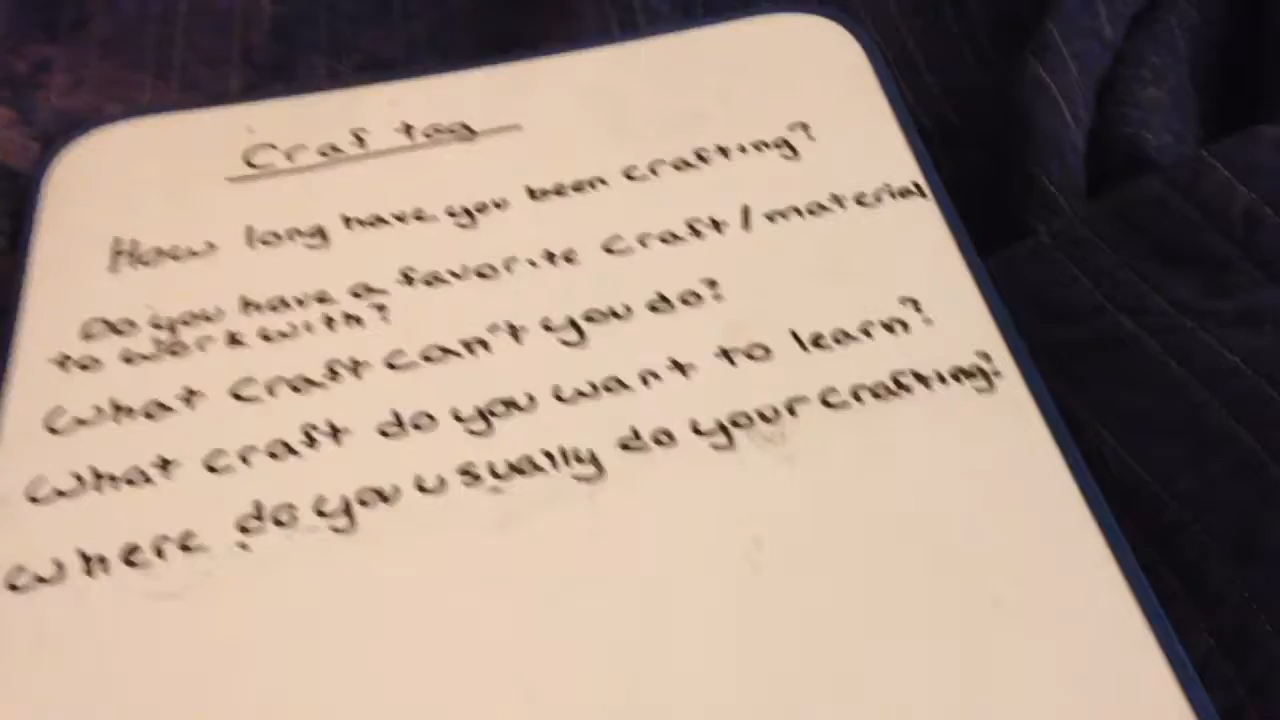 Craf tag
How long have you been crafting?
Do you have a favorite craft/material
to work with?
What craft can't you do?
What craft do you want to learn?
Where do you usually do your crafting?